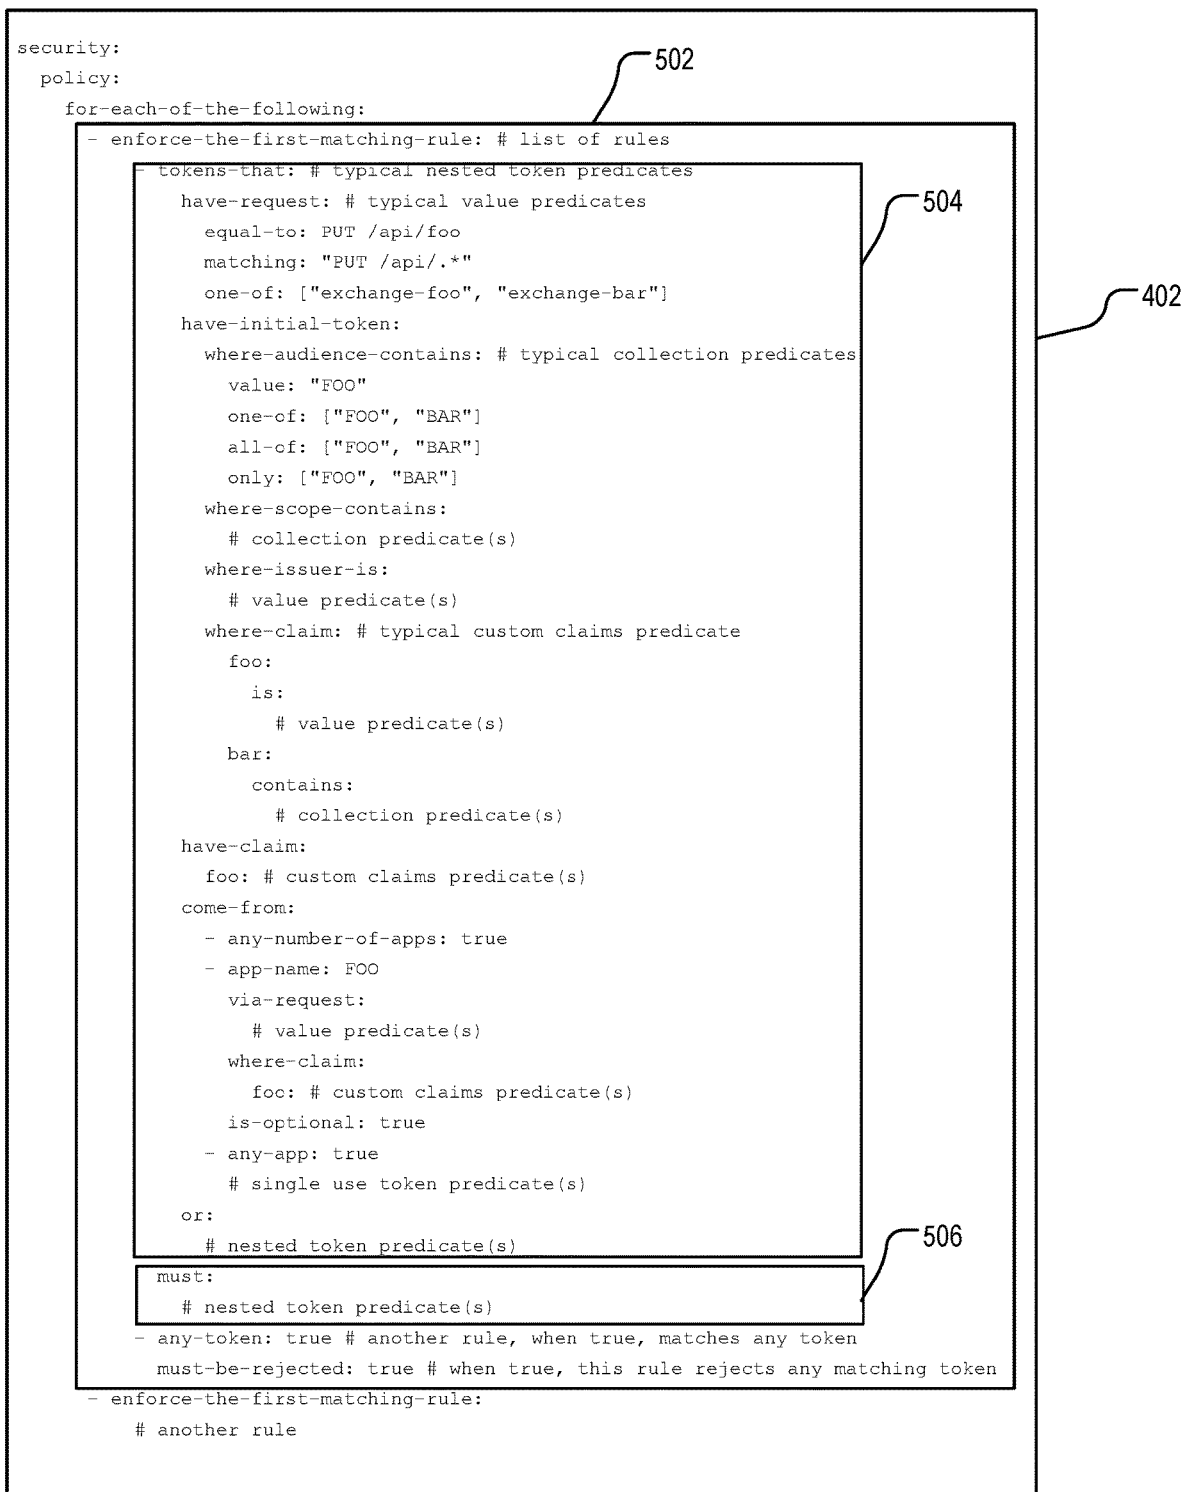 security:
policy:
502
for-each-of-the-following:
- enforce-the-first-matching-rule: # list of rules
- tokens-that: # typical nested token predicates
have-request: # typical value predicates
504
equal-to: PUT /api/foo
matching: "PUT /api/.*"
one-of: ["exchange-foo", "exchange-bar"]
402
have-initial-token:
where-audience-contains: # typical collection predicates
value: "FOO"
one-of: ["FOO", "BAR"]
all-of: ["FOO", "BAR"]
only: ["FOO", "BAR"]
where-scope-contains:
# collection predicate(s)
where-issuer-is:
# value predicate(s)
where-claim: # typical custom claims predicate
foo:
is:
# value predicate(s)
bar:
contains:
# collection predicate(s)
have-claim:
foo: # custom claims predicate(s)
come-from:
- any-number-of-apps: true
- app-name: FOO
via-request:
# value predicate(s)
where-claim:
foo: # custom claims predicate(s)
is-optional: true
- any-app: true
# single use token predicate(s)
or:
506
# nested token predicate(s)
must:
# nested token predicate(s)
- any-token: true # another rule, when true, matches any token
must-be-rejected: true # when true, this rule rejects any matching token
- enforce-the-first-matching-rule:
# another rule